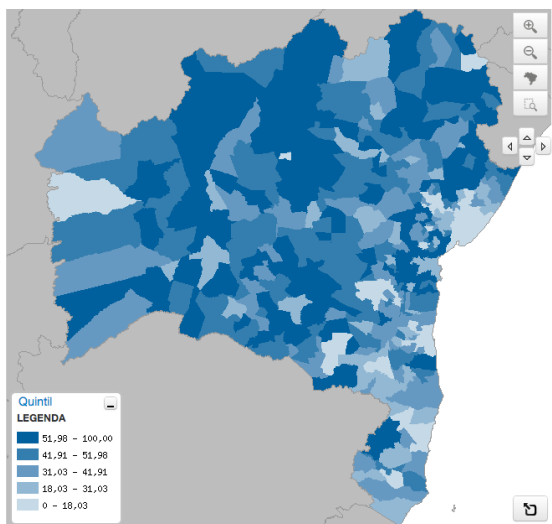 Quintil
LEGENDA
51,98 - 100,00
41,91 - 51,98
31,03 - 41,91
18,03 - 31,03
0 - 18,03